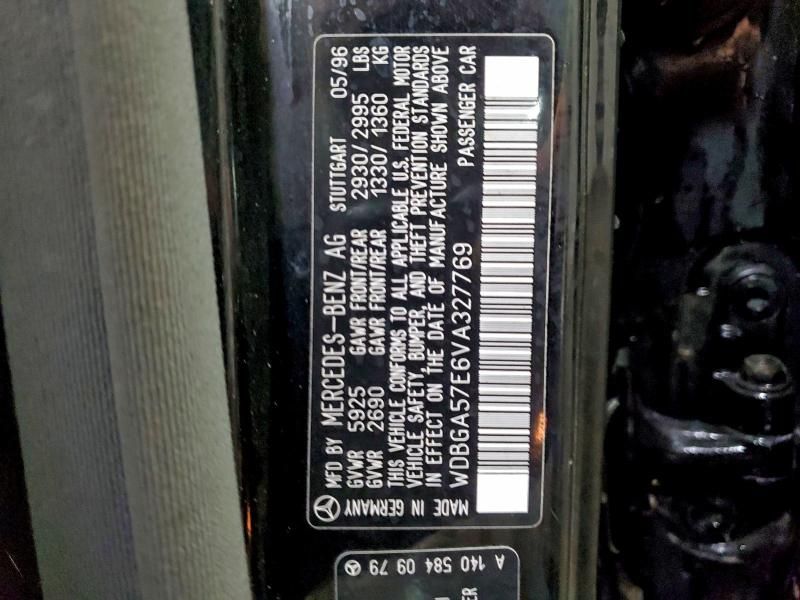 MFD BY MERCEDES-BENZ AG STUTTGART 05/96
GVWR 5925 GAWR FRONT/REAR 2930/2995 LBS
GVWR 2690 GAWR FRONT/REAR 1330/1360 KG
THIS VEHICLE CONFORMS TO ALL APPLICABLE U.S. FEDERAL MOTOR
VEHICLE SAFETY, BUMPER, AND THEFT PREVENTION STANDARDS
IN EFFECT ON THE DATE OF MANUFACTURE SHOWN ABOVE
WDBGA57E6VA327769 PASSENGER CAR
MADE IN GERMANY
A 140 584 09 79